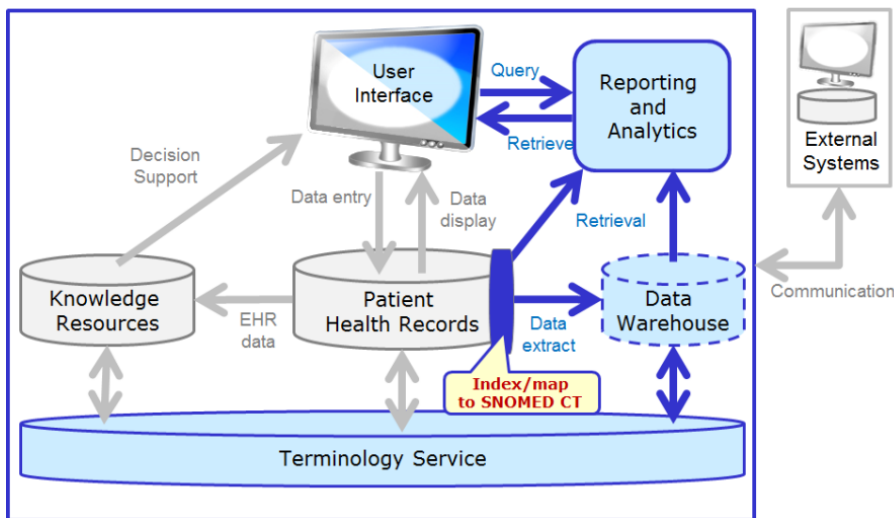 User
Interface
Query
Retrieve
Reporting
and
Analytics
External
Systems
Decision
Support
Data entry
Data
display
Retrieval
Knowledge
Resources
EHR
data
Patient
Health Records
Data
extract
Data
Warehouse
Communication
Index/map
to SNOMED CT
Terminology Service